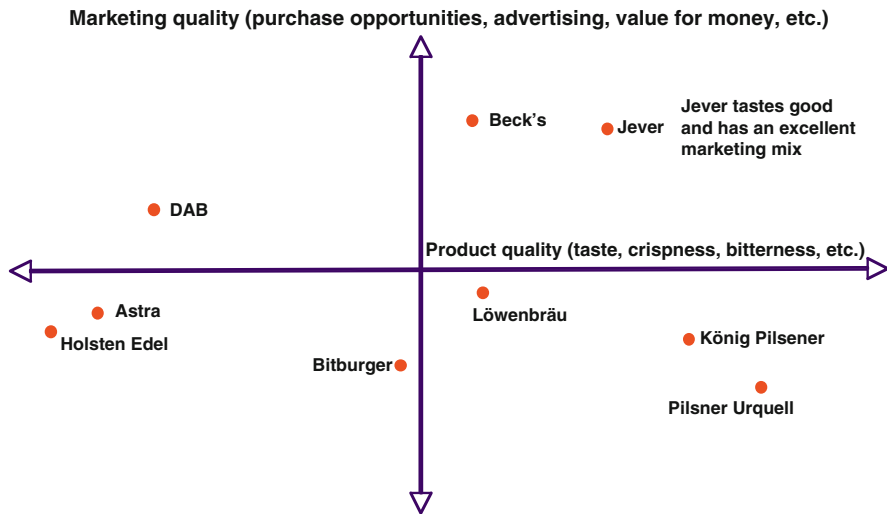 Marketing quality (purchase opportunities, advertising, value for money, etc.)
Beck's
Jever
Jever tastes good
and has an excellent
marketing mix
DAB
Product quality (taste, crispness, bitterness, etc.)
Astra
Löwenbräu
Holsten Edel
König Pilsener
Bitburger
Pilsner Urquell